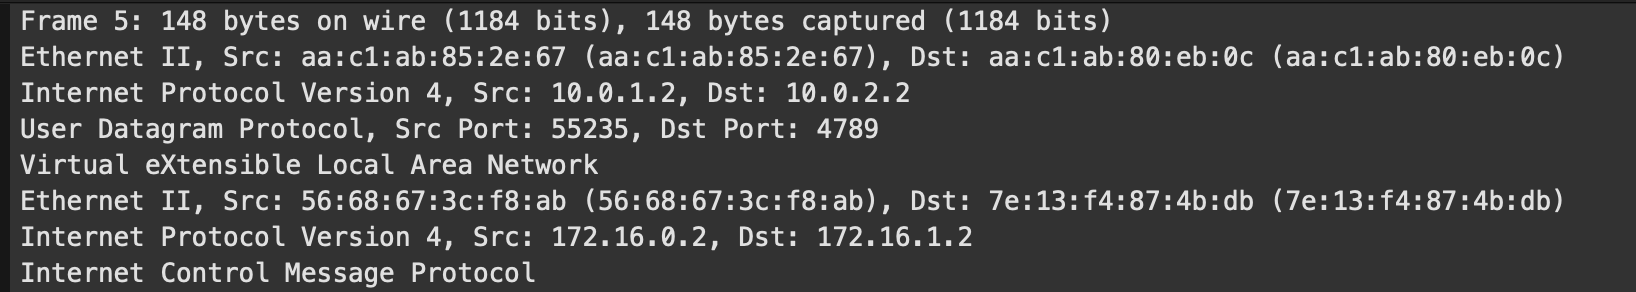 Frame 5: 148 bytes on wire (1184 bits), 148 bytes captured (1184 bits)
Ethernet II, Src: aa:c1:ab:85:2e:67 (aa:c1:ab:85:2e:67), Dst: aa:c1:ab:80:eb:0c (aa:c1:ab:80:eb:0c)
Internet Protocol Version 4, Src: 10.0.1.2, Dst: 10.0.2.2
User Datagram Protocol, Src Port: 55235, Dst Port: 4789
Virtual eXtensible Local Area Network
Ethernet II, Src: 56:68:67:3c:f8:ab (56:68:67:3c:f8:ab), Dst: 7e:13:f4:87:4b:db (7e:13:f4:87:4b:db)
Internet Protocol Version 4, Src: 172.16.0.2, Dst: 172.16.1.2
Internet Control Message Protocol